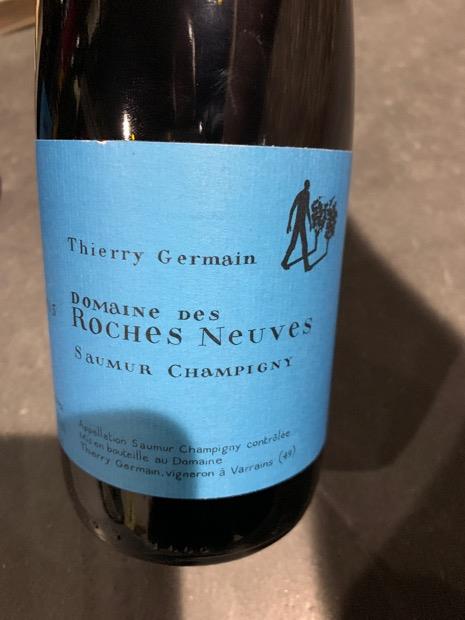 Thierry Germain
Domaine des
Roches Neuves
Saumur Champigny
Appellation Saumur Champigny contrôlée
Mis en bouteille au Domaine
Thierry Germain. vigneron à Varrains (49)